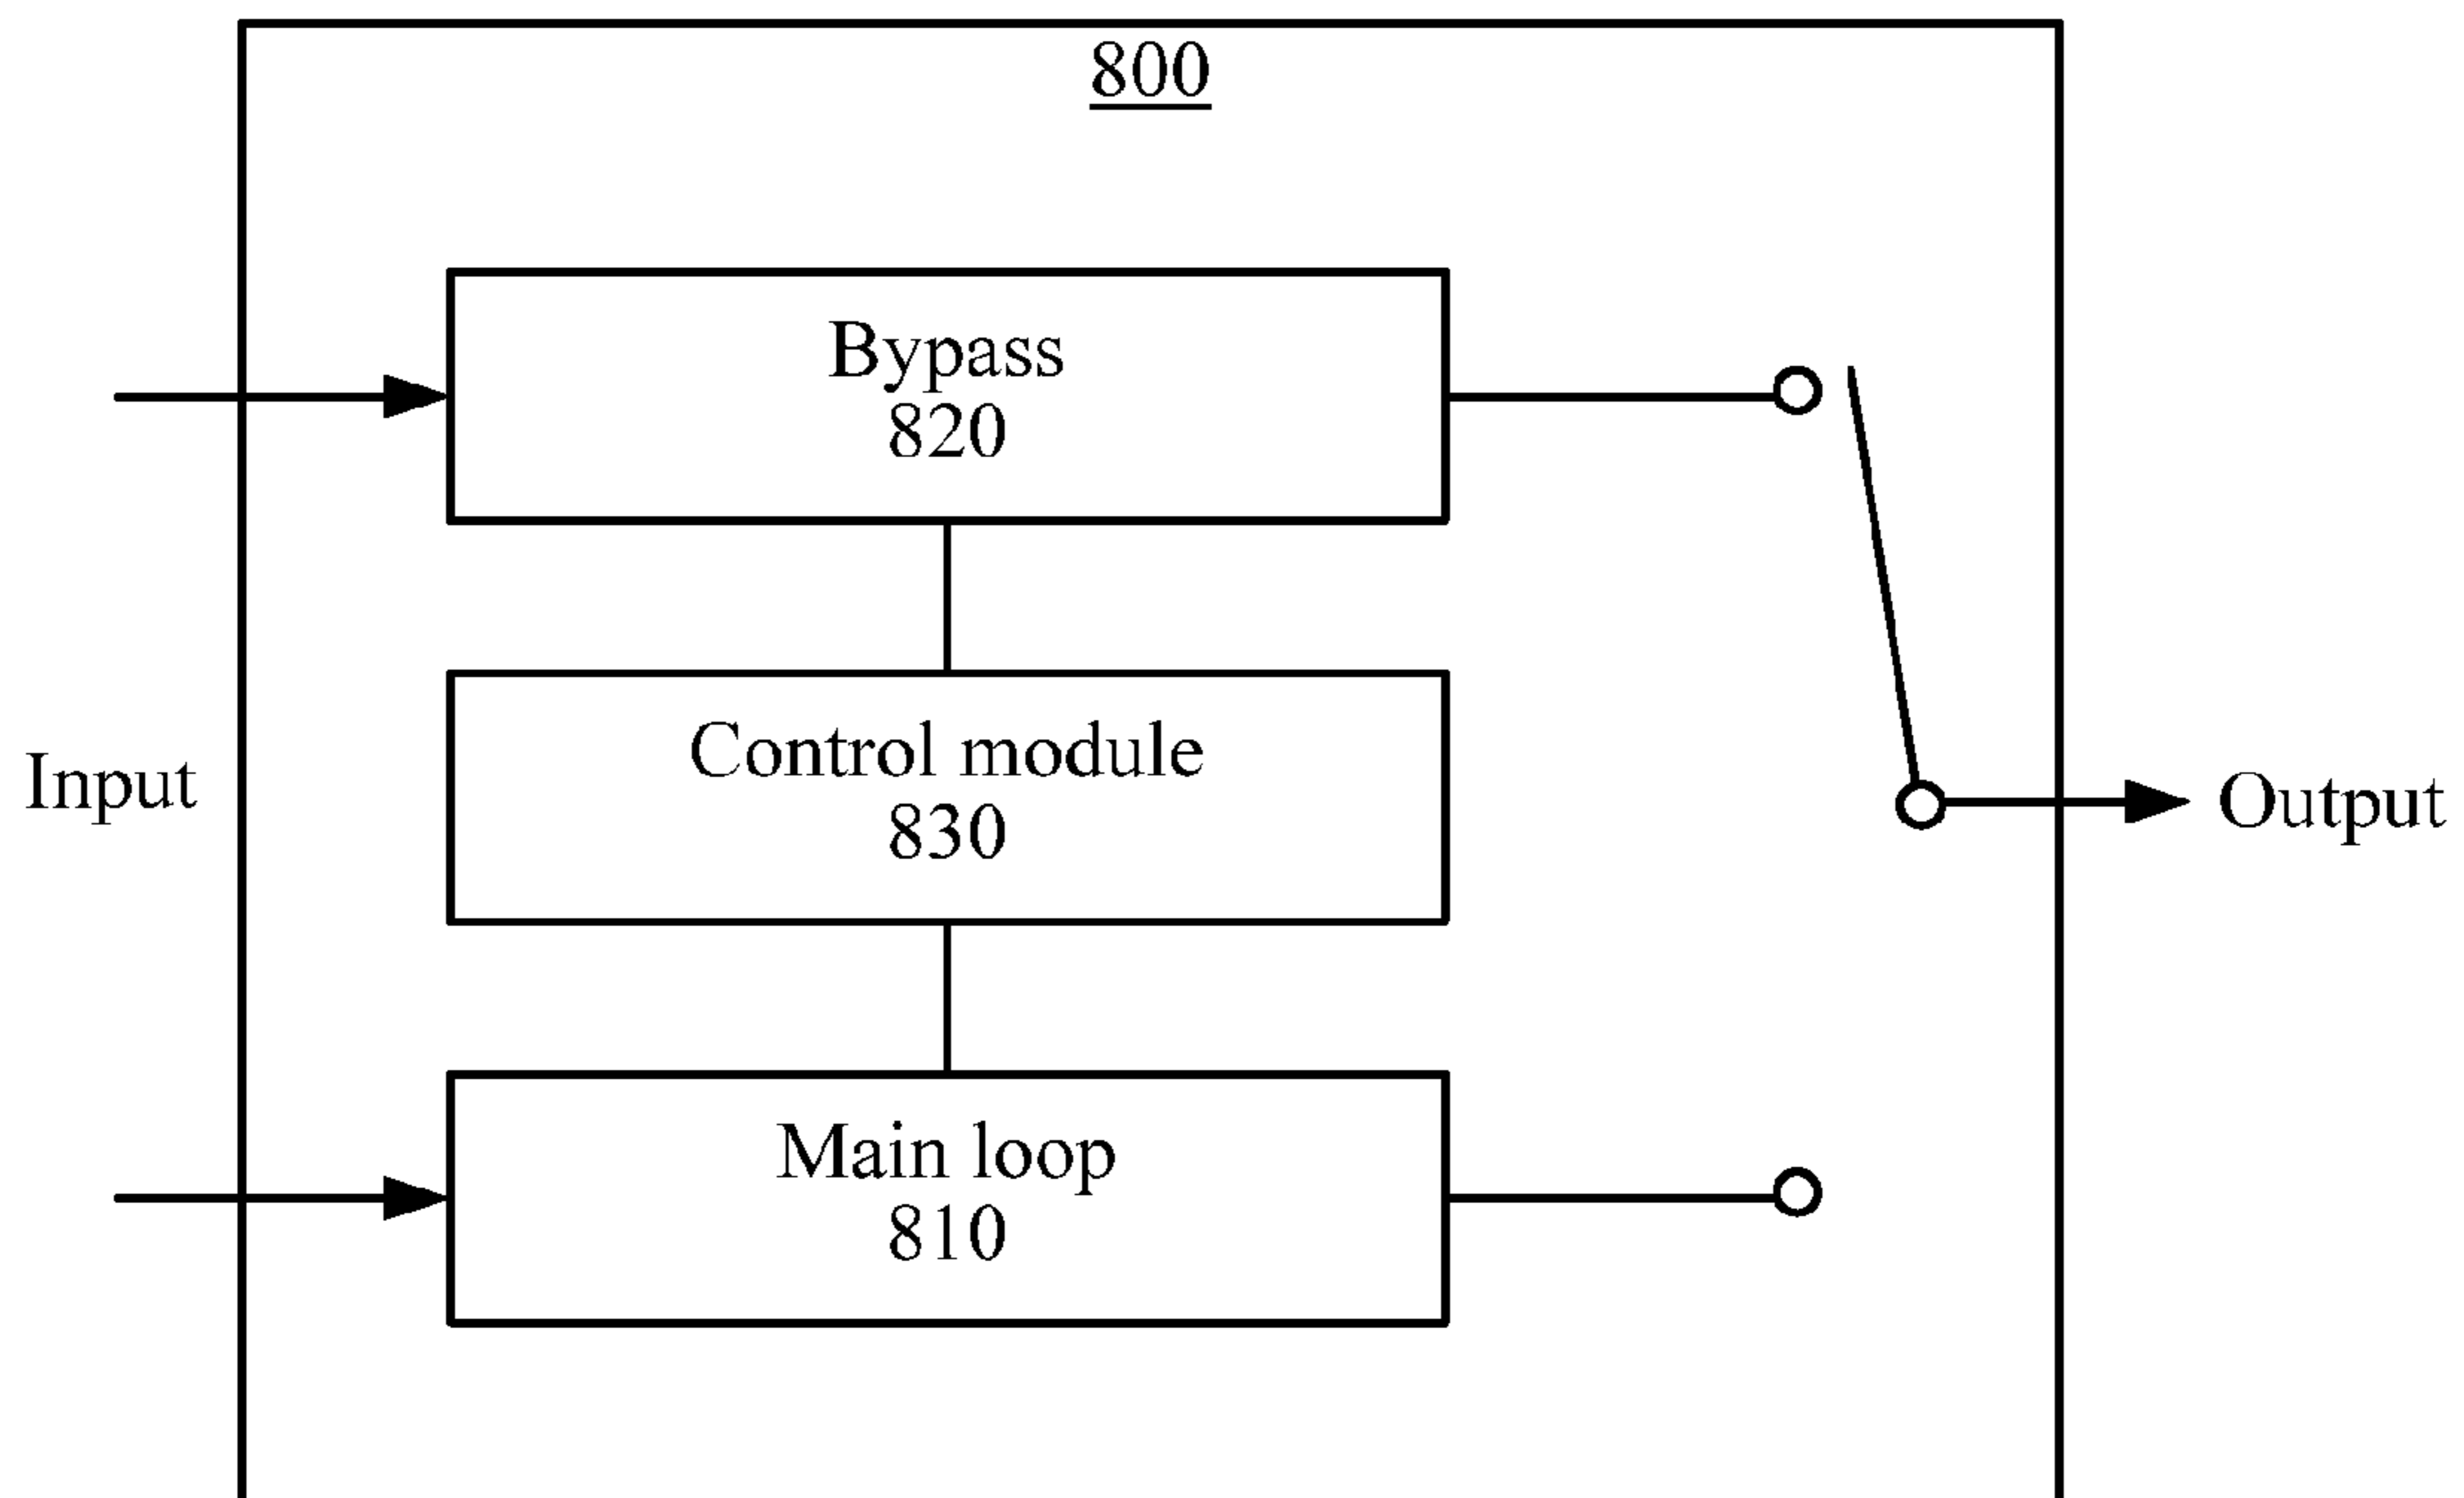 800
Bypass
820
Control module
830
Input
Output
Main loop
810